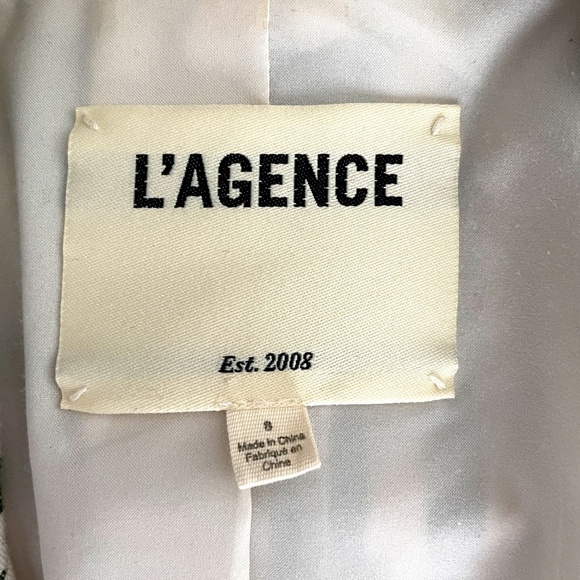 L'AGENCE
Est. 2008
8
Made in China
Fabriqué en
Chine